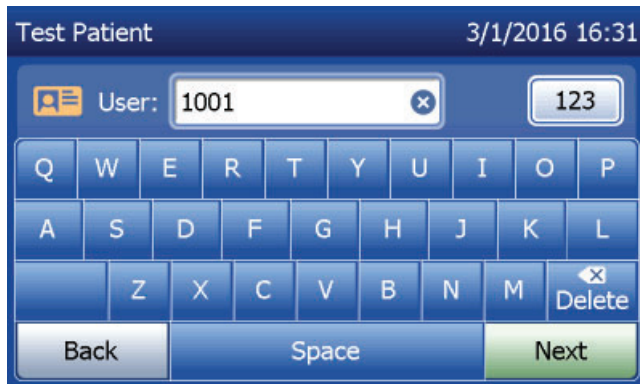 Test Patient 3/1/2016 16:31
User: 1001 123
Q W E R T Y U I O P
A S D F G H J K L
Z X C V B N M Delete
Back Space Next